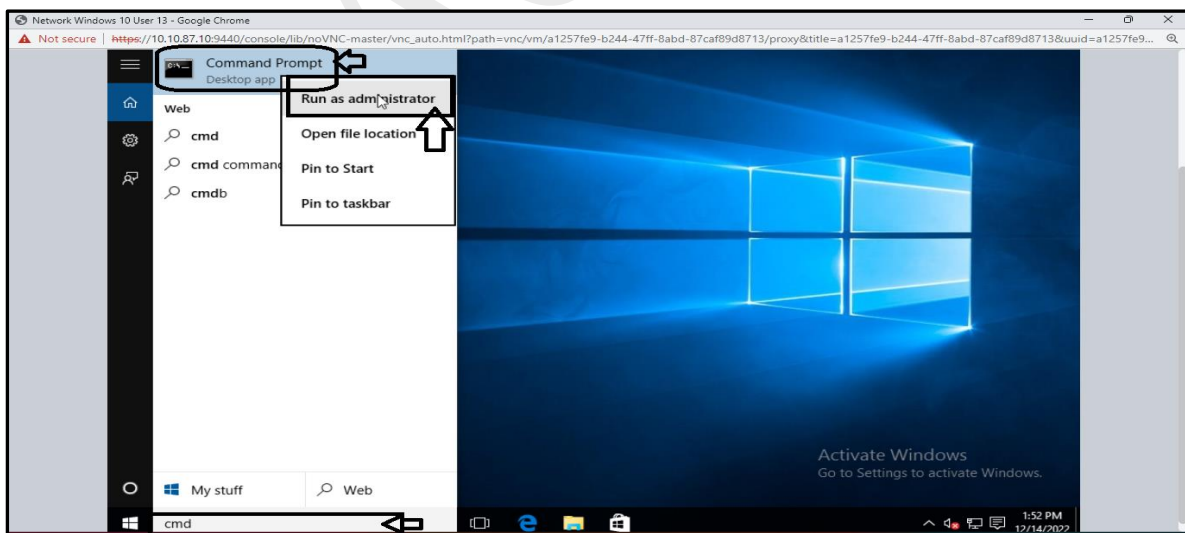 Network Windows 10 User 13 - Google Chrome
Not secure | https://10.10.87.10:9440/console/lib/noVNC-master/vnc_auto.html?path=vnc/vm/a1257fe9-b244-47ff-8abd-87caf89d8713/proxy&title=a1257fe9-b244-47ff-8abd-87caf89d8713&uuid=a1257fe9...
Command Prompt
Desktop app
Run as administrator
Web
cmd
Open file location
cmd command
Pin to Start
cmdb
Pin to taskbar
Activate Windows
Go to Settings to activate Windows.
My stuff
Web
cmd
1:52 PM
12/14/2022